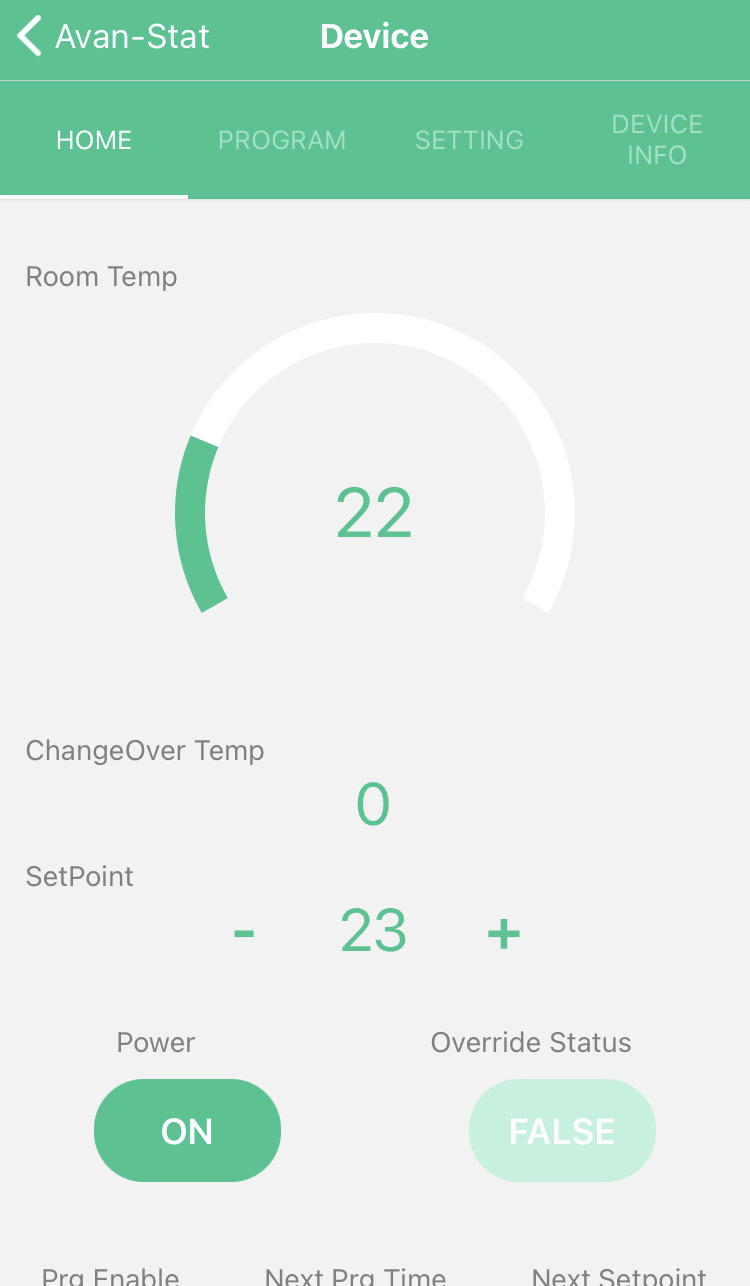 Avan-Stat
Device
HOME
PROGRAM
SETTING
DEVICE
INFO
Room Temp
22
ChangeOver Temp
0
SetPoint
- 23 +
Power
Override Status
ON
FALSE
Prg Enable
Next Prg Time
Next Setpoint